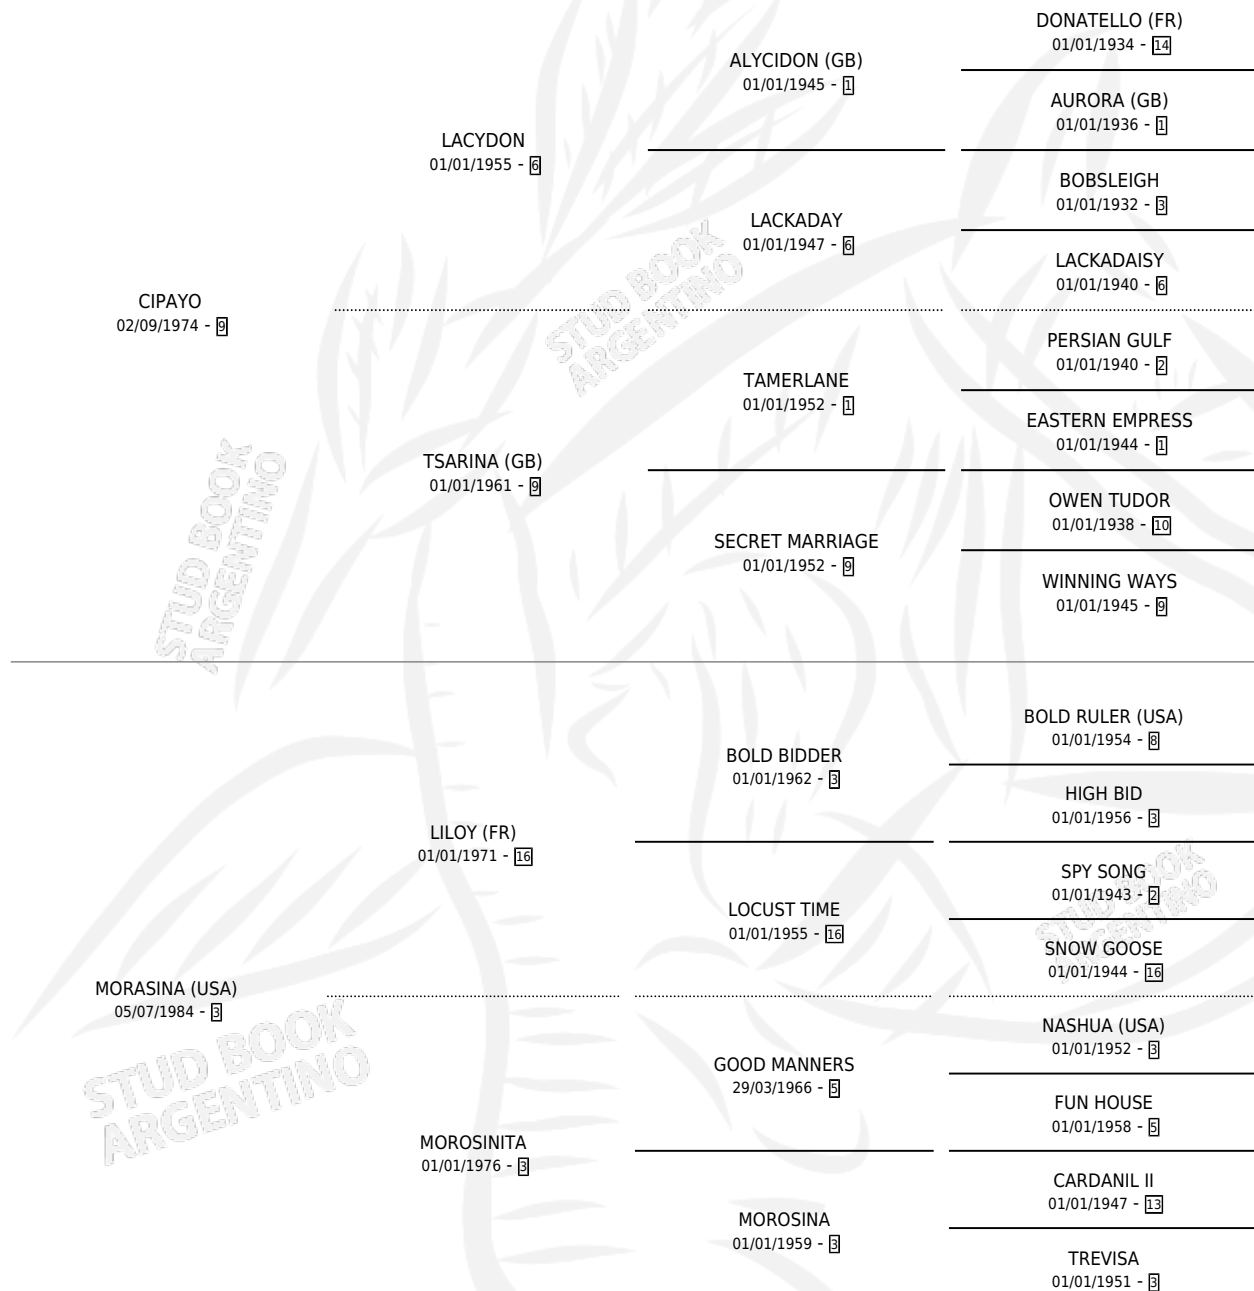 DONATELLO (FR)
01/01/1934 - 14
ALYCIDON (GB)
01/01/1945 - 1
AURORA (GB)
01/01/1936 - 1
LACYDON
01/01/1955 - 6
BOBSLEIGH
01/01/1932 - 3
LACKADAY
01/01/1947 - 6
LACKADAISY
01/01/1940 - 6
CIPAYO
02/09/1974 - 9
PERSIAN GULF
01/01/1940 - 2
TAMERLANE
01/01/1952 - 1
EASTERN EMPRESS
01/01/1944 - 1
TSARINA (GB)
01/01/1961 - 9
OWEN TUDOR
01/01/1938 - 10
SECRET MARRIAGE
01/01/1952 - 9
WINNING WAYS
01/01/1945 - 9
BOLD RULER (USA)
01/01/1954 - 8
BOLD BIDDER
01/01/1962 - 3
HIGH BID
01/01/1956 - 3
LILOY (FR)
01/01/1971 - 16
SPY SONG
01/01/1943 - 2
LOCUST TIME
01/01/1955 - 16
SNOW GOOSE
01/01/1944 - 16
MORASINA (USA)
05/07/1984 - 3
NASHUA (USA)
01/01/1952 - 3
GOOD MANNERS
29/03/1966 - 5
FUN HOUSE
01/01/1958 - 5
MOROSINITA
01/01/1976 - 3
CARDANIL II
01/01/1947 - 13
MOROSINA
01/01/1959 - 3
TREVISA
01/01/1951 - 3
STUD BOOK
ARGENTINO
STUD BOOK
ARGENTINO
STUD BOOK
ARGENTINO
STUD BOOK
ARGENTINO